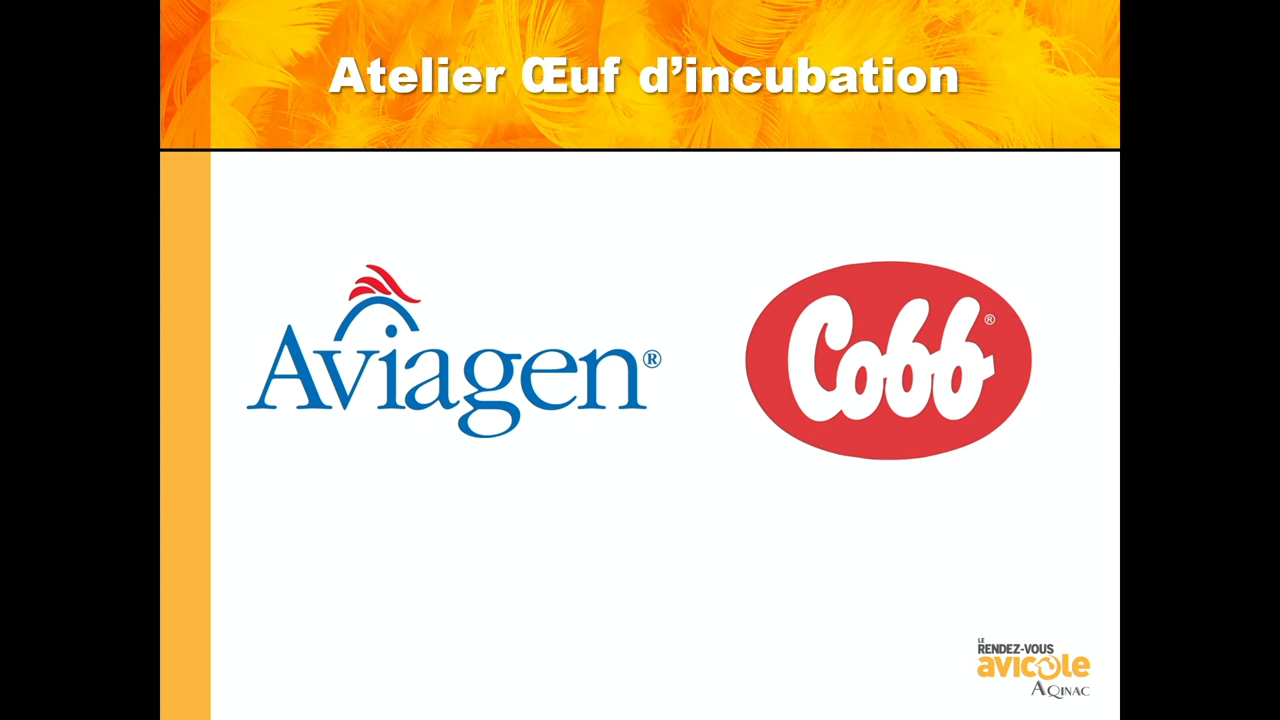 Atelier Œuf d’incubation
Aviagen®
Cobb®
LE
RENDEZ-VOUS
avicole
AQINAC